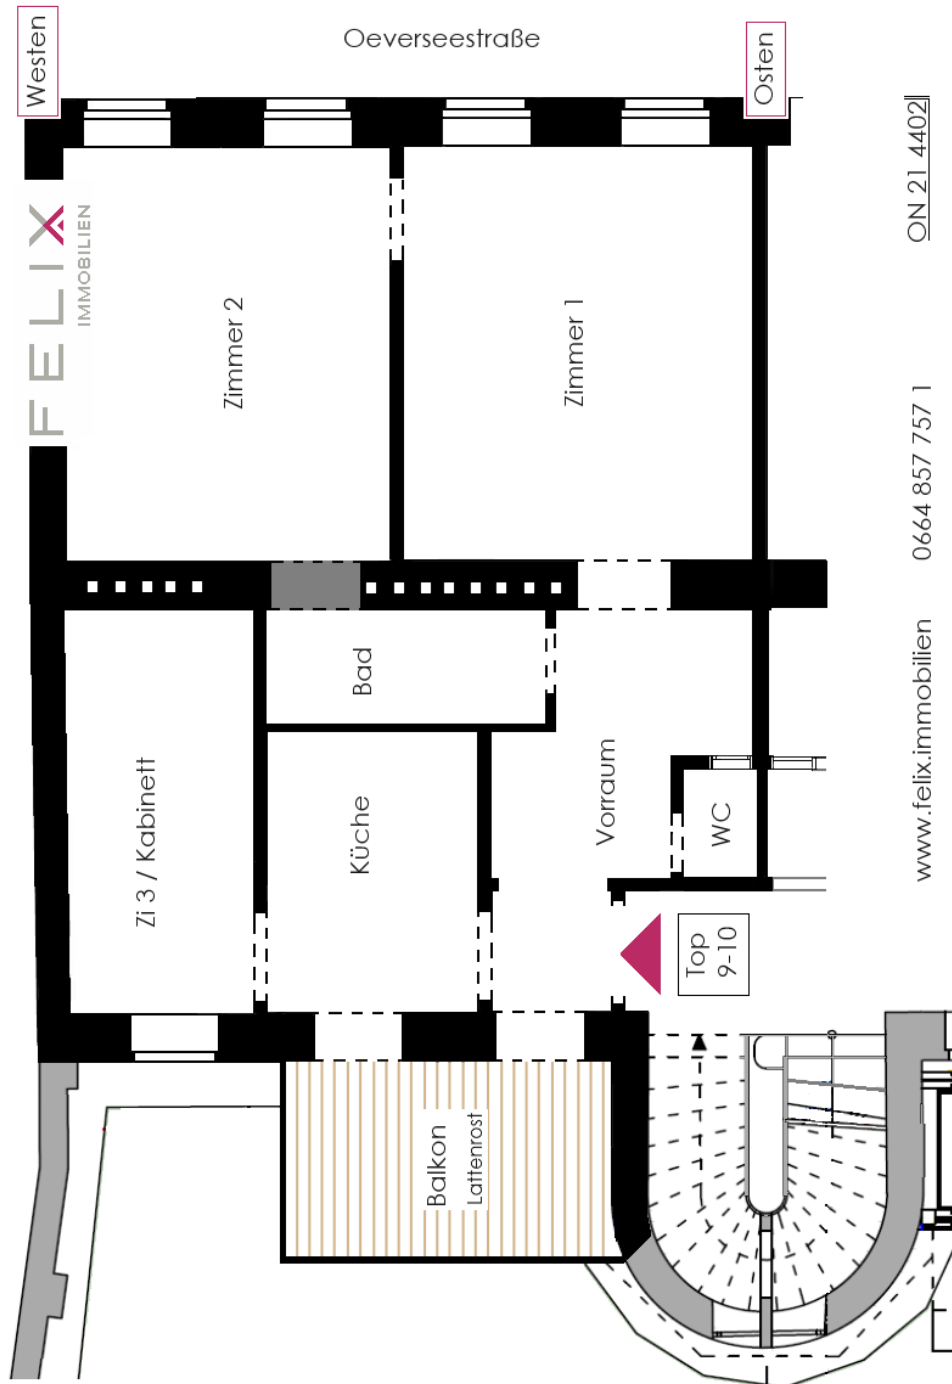 Oeverseestraße
Westen
Osten
FELIX
IMMOBILIEN
ON 21 4402
Zimmer 2
Zimmer 1
0664 857 757 1
www.felix.immobilien
Bad
Zi 3 / Kabinett
Küche
Vorraum
WC
Top
9-10
Balkon
Lattenrost